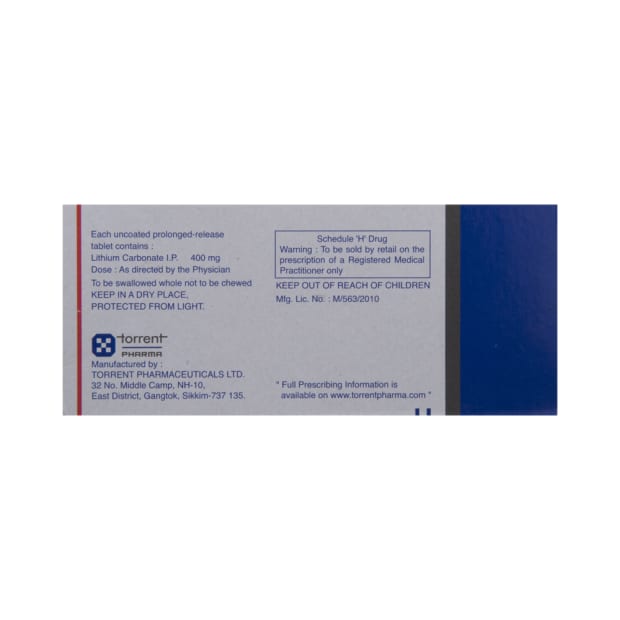 Each uncoated prolonged-release
tablet contains :
Lithium Carbonate I.P. 400 mg
Dose : As directed by the Physician
To be swallowed whole not to be chewed
KEEP IN A DRY PLACE,
PROTECTED FROM LIGHT.
torrent
PHARMA
Manufactured by :
TORRENT PHARMACEUTICALS LTD.
32 No. Middle Camp, NH-10,
East District, Gangtok, Sikkim-737 135.
Schedule 'H' Drug
Warning : To be sold by retail on the
prescription of a Registered Medical
Practitioner only
KEEP OUT OF REACH OF CHILDREN
Mfg. Lic. No. : M/563/2010
" Full Prescribing Information is
available on www.torrentpharma.com "